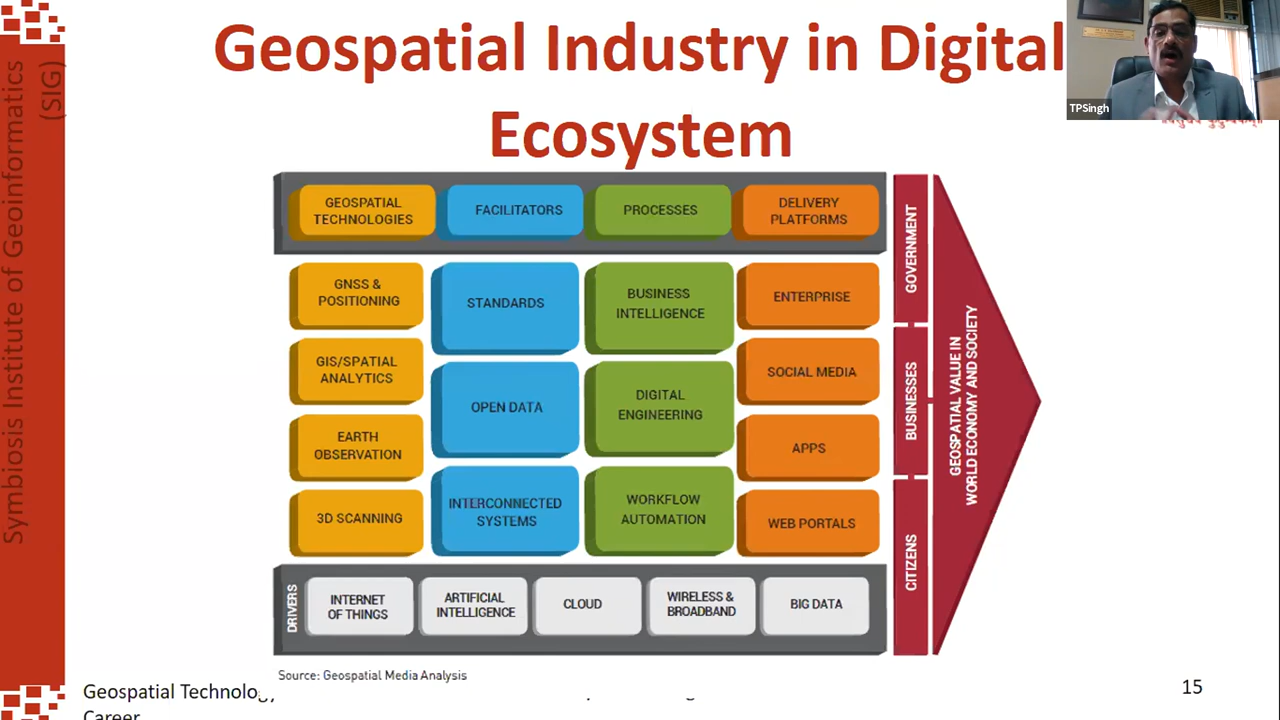 Geospatial Industry in Digital
Ecosystem
TPSingh
Symbiosis Institute of Geoinformatics
(SIG)
GEOSPATIAL
TECHNOLOGIES
FACILITATORS
PROCESSES
DELIVERY
PLATFORMS
GNSS &
POSITIONING
GIS/SPATIAL
ANALYTICS
EARTH
OBSERVATION
3D SCANNING
STANDARDS
OPEN DATA
INTERCONNECTED
SYSTEMS
BUSINESS
INTELLIGENCE
DIGITAL
ENGINEERING
WORKFLOW
AUTOMATION
ENTERPRISE
SOCIAL MEDIA
APPS
WEB PORTALS
DRIVERS
INTERNET
OF THINGS
ARTIFICIAL
INTELLIGENCE
CLOUD
WIRELESS &
BROADBAND
BIG DATA
GOVERNMENT
BUSINESSES
CITIZENS
GEOSPATIAL VALUE IN
WORLD ECONOMY AND SOCIETY
Source: Geospatial Media Analysis
Geospatial Technology
Career
15